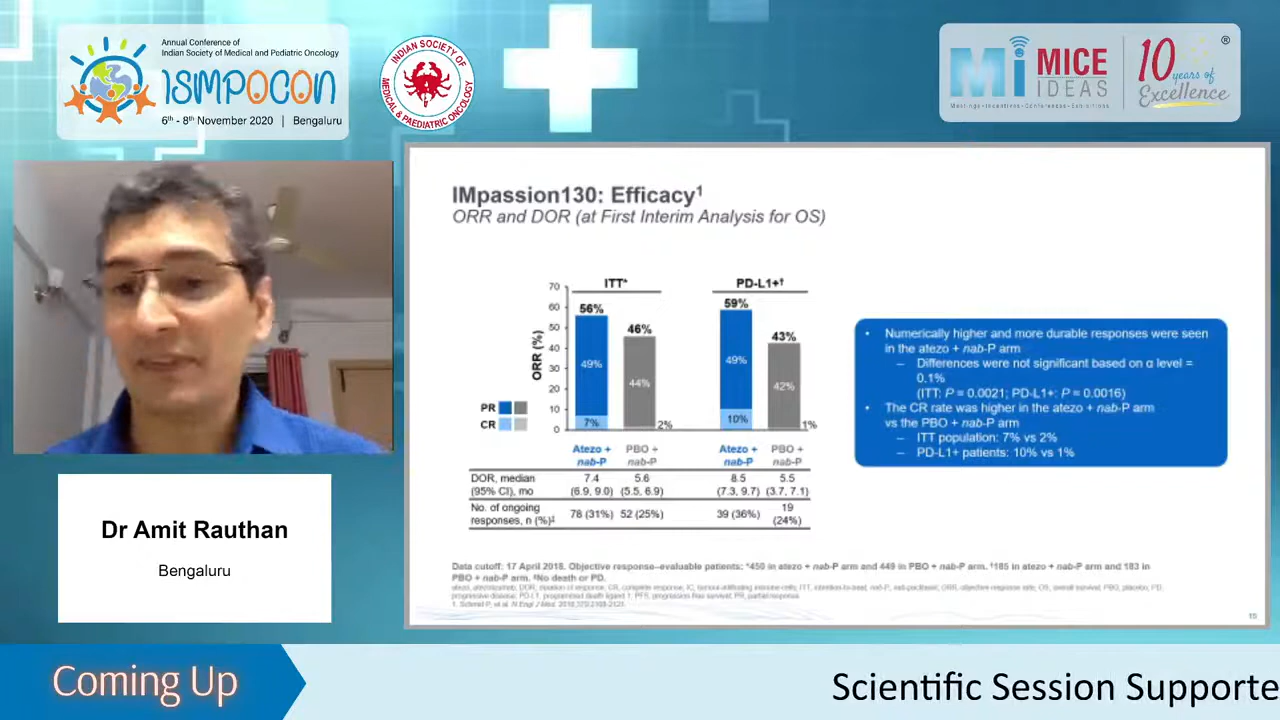 Annual Conference of
Indian Society of Medical and Pediatric Oncology
ISMPOCON
6th - 8th November 2020 | Bengaluru
INDIAN SOCIETY OF
MEDICAL & PAEDIATRIC ONCOLOGY
Mi MICE
IDEAS
Meetings • Incentives • Conferences • Exhibitions
10 years of
Excellence
®
IMpassion130: Efficacy¹
ORR and DOR (at First Interim Analysis for OS)
ITT* PD-L1+†
ORR (%)
70
60
50
40
30
20
10
0
56% 46% 59% 43%
49% 44% 49% 42%
7% 2% 10% 1%
PR
CR
Atezo + nab-P PBO + nab-P Atezo + nab-P PBO + nab-P
DOR, median 7.4 5.6 8.5 5.5
(95% CI), mo (6.9, 9.0) (5.5, 6.9) (7.3, 9.7) (3.7, 7.1)
No. of ongoing responses, n (%)‡ 78 (31%) 52 (25%) 39 (36%) 19 (24%)
• Numerically higher and more durable responses were seen
in the atezo + nab-P arm
– Differences were not significant based on α level =
0.1%
(ITT: P = 0.0021; PD-L1+: P = 0.0016)
• The CR rate was higher in the atezo + nab-P arm
vs the PBO + nab-P arm
– ITT population: 7% vs 2%
– PD-L1+ patients: 10% vs 1%
Data cutoff: 17 April 2018. Objective response–evaluable patients: *450 in atezo + nab-P arm and 449 in PBO + nab-P arm. †185 in atezo + nab-P arm and 183 in
PBO + nab-P arm. ‡No death or PD.
15
Dr Amit Rauthan
Bengaluru
Coming Up
Scientific Session Supporte